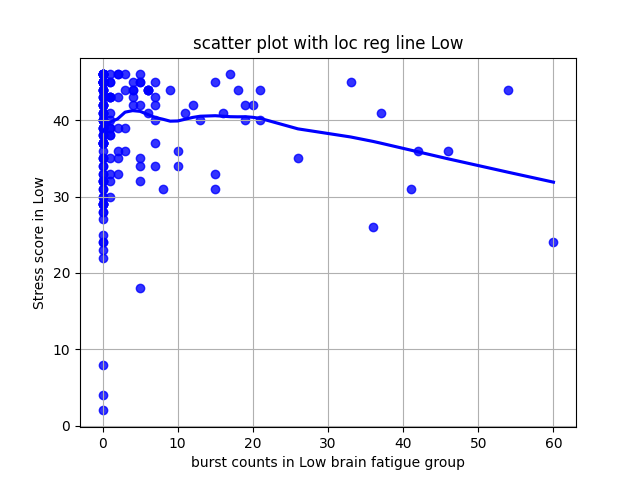 scatter plot with loc reg line Low
40
30
20
10
0
Stress score in Low
0 10 20 30 40 50 60
burst counts in Low brain fatigue group